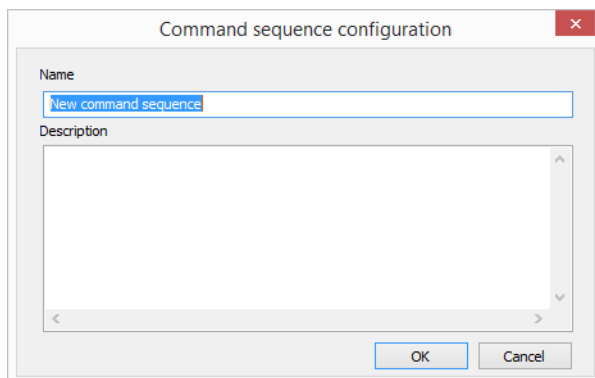 Command sequence configuration
Name
New command sequence
Description
OK Cancel